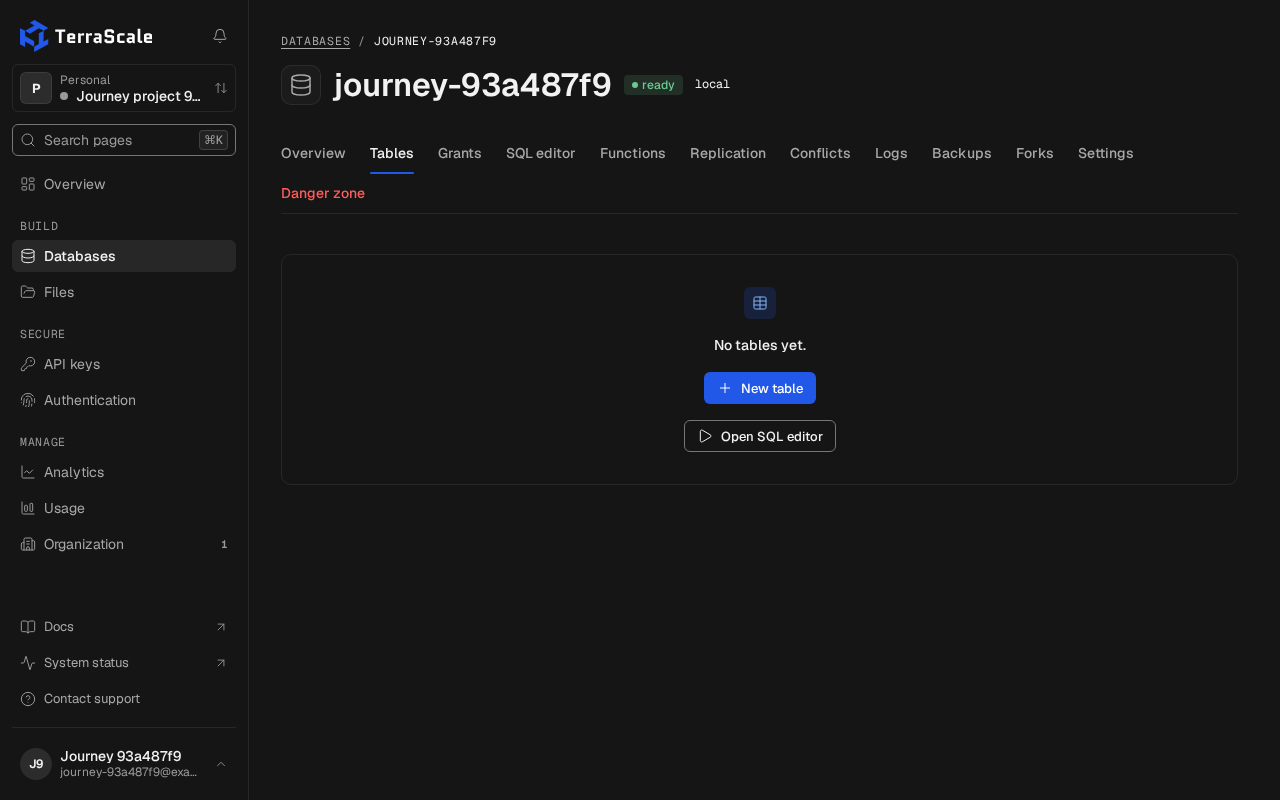 TerraScale
P
Personal
Journey project 9...
Search pages
⌘K
Overview
BUILD
Databases
Files
SECURE
API keys
Authentication
MANAGE
Analytics
Usage
Organization
1
Docs
System status
Contact support
J9
Journey 93a487f9
journey-93a487f9@exa...
DATABASES / JOURNEY-93A487F9
journey-93a487f9
ready
local
Overview Tables Grants SQL editor Functions Replication Conflicts Logs Backups Forks Settings
Danger zone
No tables yet.
New table
Open SQL editor